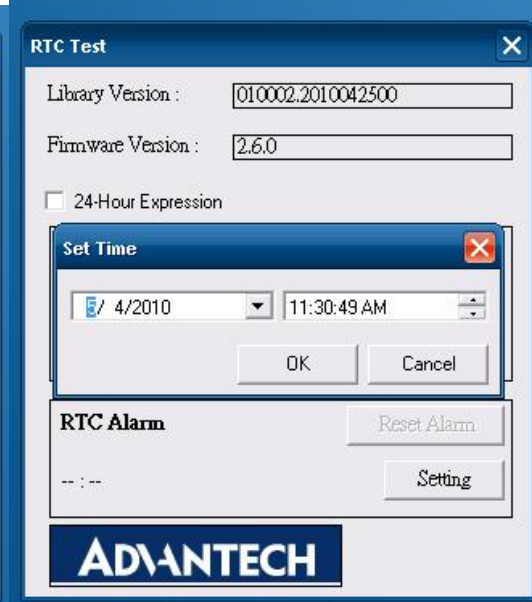 RTC Test
Library Version : 010002.2010042500
Firmware Version : 2.6.0
24-Hour Expression
Set Time
5/ 4/2010 11:30:49 AM
OK Cancel
RTC Alarm Reset Alarm
-- : -- Setting
ADVANTECH